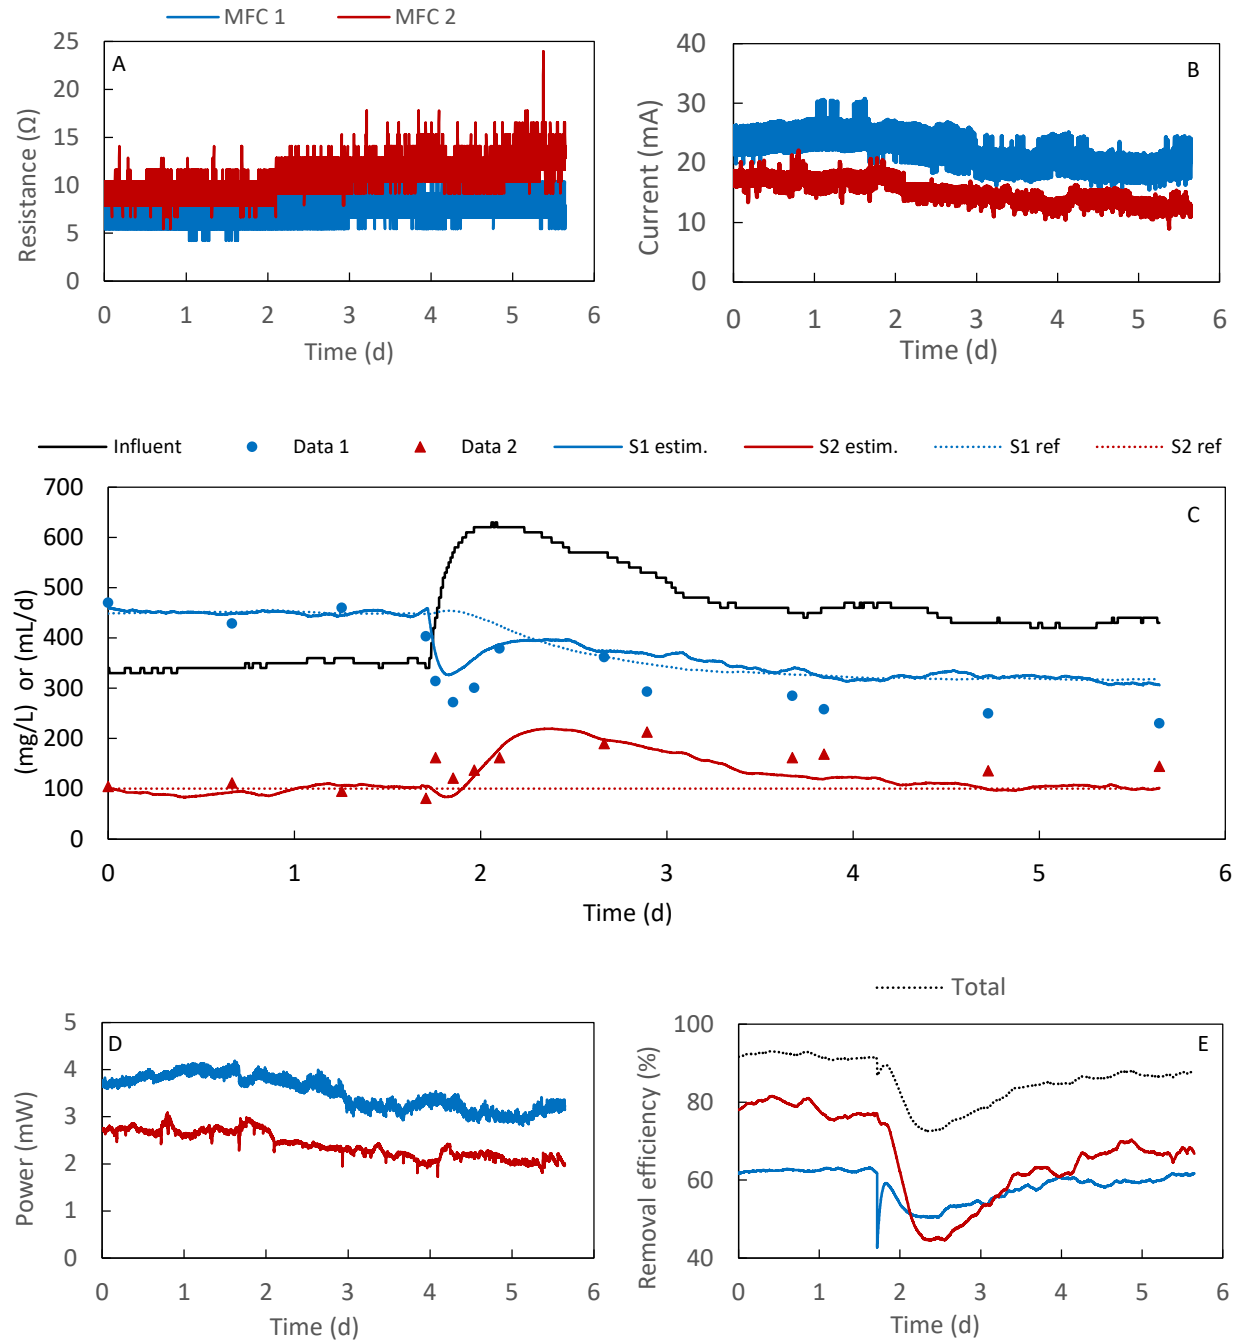 MFC 1 MFC 2
A
Resistance (Ω)
25
20
15
10
5
0
0 1 2 3 4 5 6
Time (d)
B
Current (mA)
40
30
20
10
0
0 1 2 3 4 5 6
Time (d)
Influent Data 1 Data 2 S1 estim. S2 estim. S1 ref S2 ref
C
(mg/L) or (mL/d)
700
600
500
400
300
200
100
0
0 1 2 3 4 5 6
Time (d)
D
Power (mW)
5
4
3
2
1
0
0 1 2 3 4 5 6
Time (d)
Total
E
Removal efficiency (%)
100
80
60
40
0 1 2 3 4 5 6
Time (d)